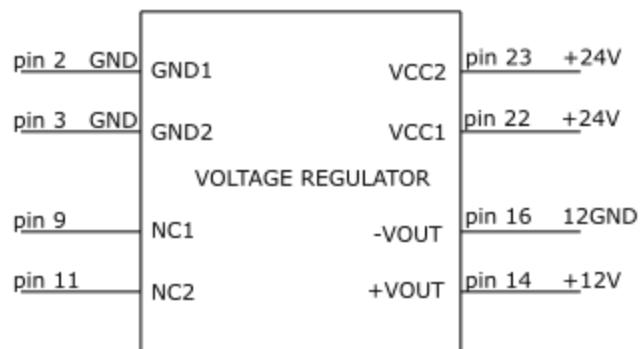 pin 2 GND GND1 VCC2 pin 23 +24V
pin 3 GND GND2 VCC1 pin 22 +24V
VOLTAGE REGULATOR
pin 9 NC1 -VOUT pin 16 12GND
pin 11 NC2 +VOUT pin 14 +12V